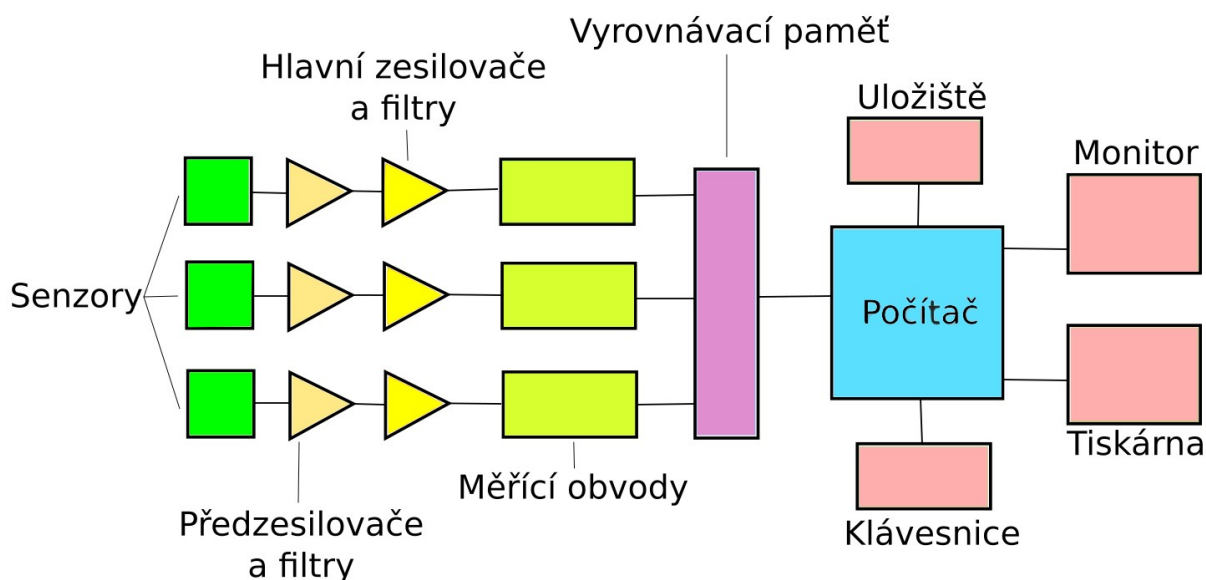 Vyrovnávací paměť
Hlavní zesilovače
a filtry
Uložiště
Monitor
Senzory
Počítač
Tiskárna
Měřící obvody
Předzesilovače
a filtry
Klávesnice